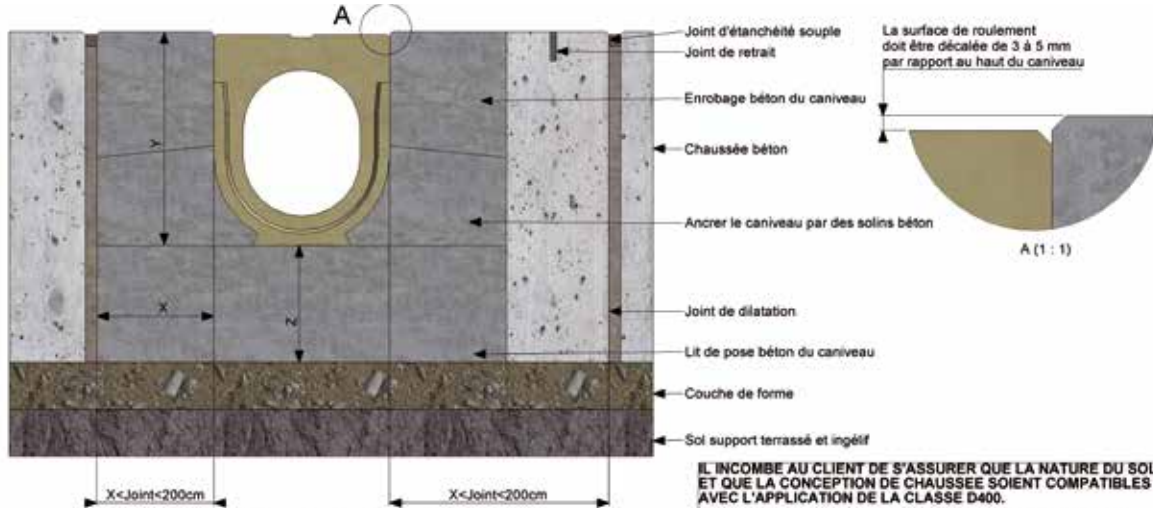 A
Joint d'étanchéité souple
Joint de retrait
Enrobage béton du caniveau
Chaussée béton
Ancrer le caniveau par des solins béton
Joint de dilatation
Lit de pose béton du caniveau
Couche de forme
Sol support terrassé et ingélif
Y
X
Z
X<Joint<200cm
X<Joint<200cm
La surface de roulement
doit être décalée de 3 à 5 mm
par rapport au haut du caniveau
A (1 : 1)
IL INCOMBE AU CLIENT DE S'ASSURER QUE LA NATURE DU SOL
ET QUE LA CONCEPTION DE CHAUSSEE SOIENT COMPATIBLES
AVEC L'APPLICATION DE LA CLASSE D400.